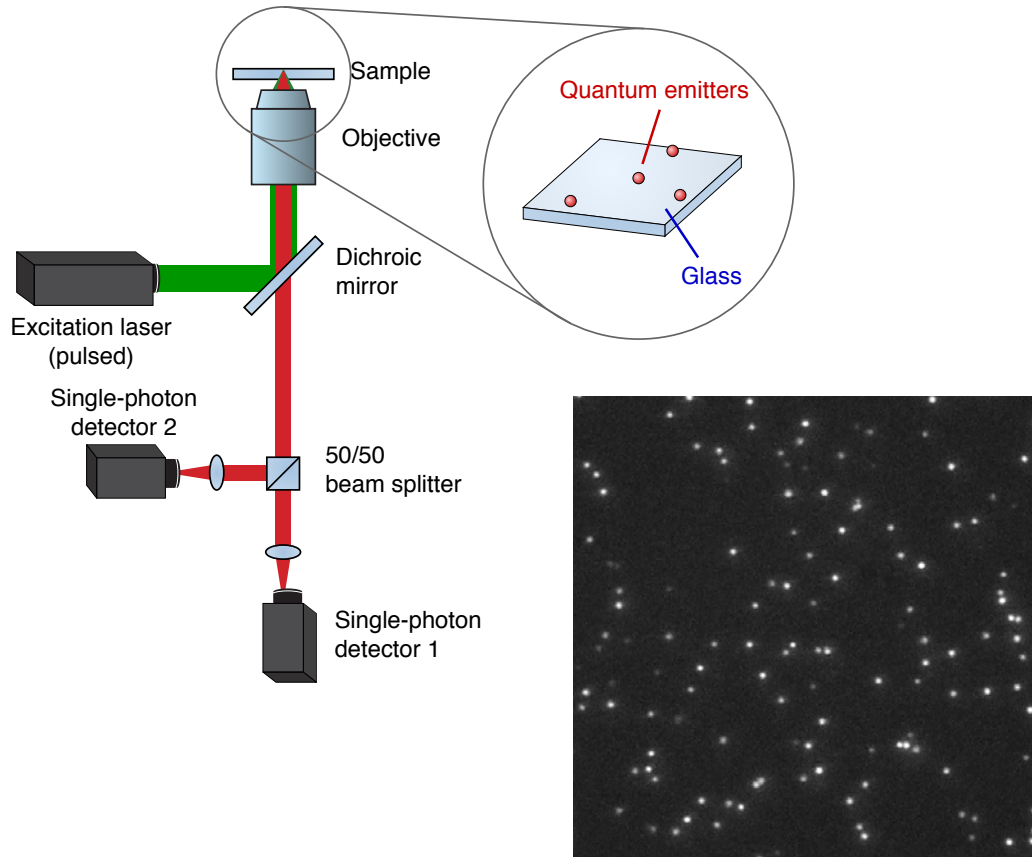 Sample
Objective
Quantum emitters
Glass
Dichroic
mirror
Excitation laser
(pulsed)
Single-photon
detector 2
50/50
beam splitter
Single-photon
detector 1